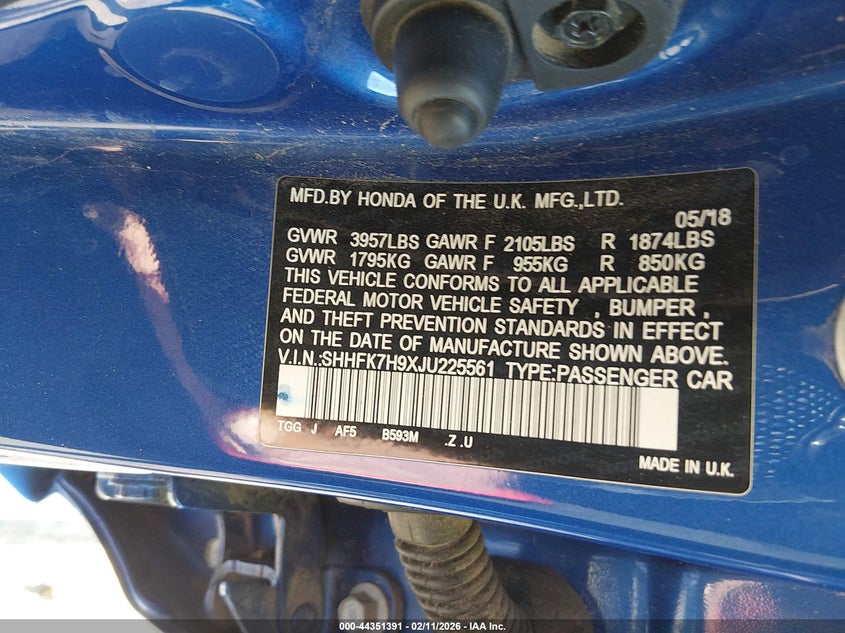 MFD.BY HONDA OF THE U.K. MFG.,LTD.
05/18
GVWR 3957LBS GAWR F 2105LBS R 1874LBS
GVWR 1795KG GAWR F 955KG R 850KG
THIS VEHICLE CONFORMS TO ALL APPLICABLE
FEDERAL MOTOR VEHICLE SAFETY , BUMPER ,
AND THEFT PREVENTION STANDARDS IN EFFECT
ON THE DATE OF MANUFACTURE SHOWN ABOVE.
V.I.N.:SHHFK7H9XJU225561 TYPE:PASSENGER CAR
TGG J AF5 B593M .Z .U
MADE IN U.K.
000-44351391 - 02/11/2026 - IAA Inc.